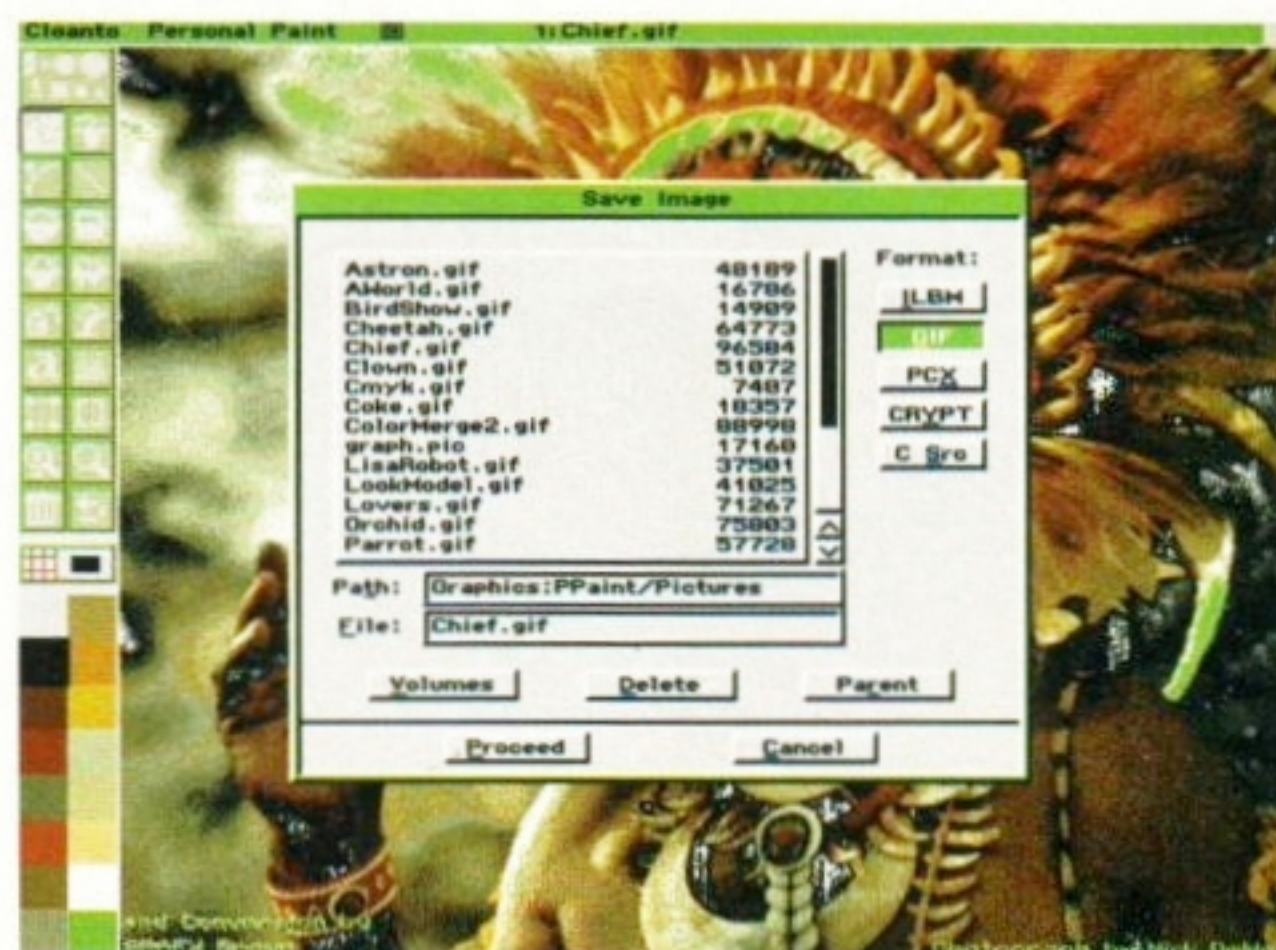 Cloanto Personal Paint 1:Chief.gif
Save Image
Astron.gif 48189
AWorld.gif 16786
BirdShow.gif 14909
Cheetah.gif 64773
Chief.gif 96584
Clown.gif 51072
Cmyk.gif 7487
Coke.gif 18357
ColorMerge2.gif 88998
graph.pic 17160
LisaRobot.gif 37501
LookModel.gif 41025
Lovers.gif 71267
Orchid.gif 75803
Parrot.gif 57728
Format:
ILBM
GIF
PCX
CRYPT
C Src
Path: Graphics:PPaint/Pictures
File: Chief.gif
Volumes Delete Parent
Proceed Cancel
and